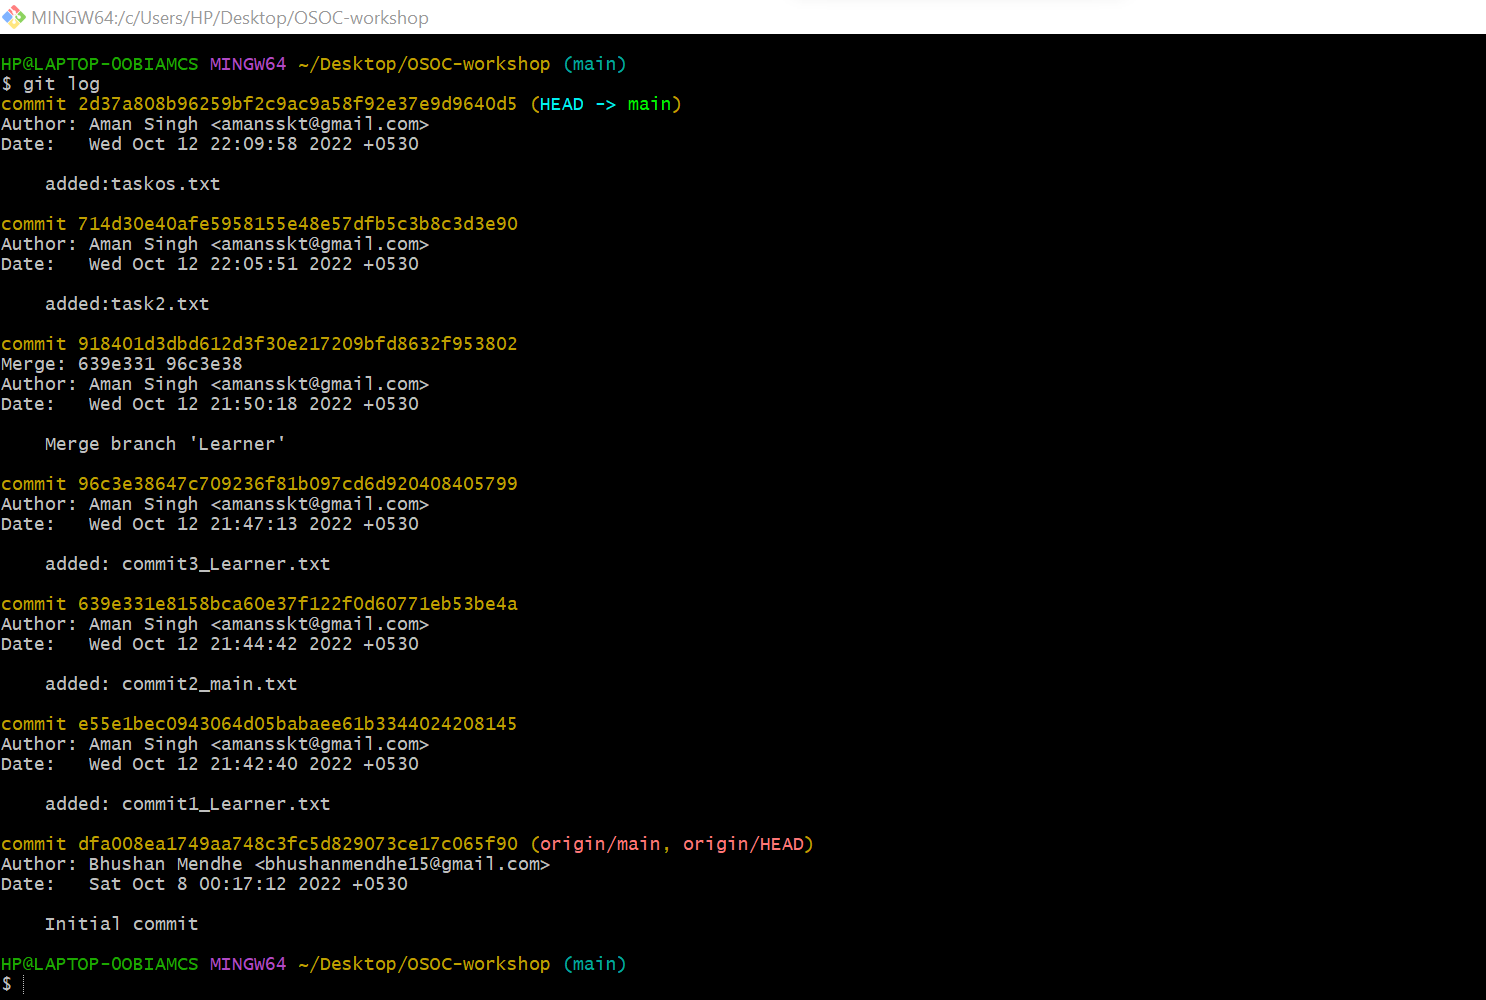 MINGW64:/c/Users/HP/Desktop/OSOC-workshop
HP@LAPTOP-OOBIAMCS MINGW64 ~/Desktop/OSOC-workshop (main)
$ git log
commit 2d37a808b96259bf2c9ac9a58f92e37e9d9640d5 (HEAD -> main)
Author: Aman Singh <amansskt@gmail.com>
Date:   Wed Oct 12 22:09:58 2022 +0530
    added:taskos.txt
commit 714d30e40afe5958155e48e57dfb5c3b8c3d3e90
Author: Aman Singh <amansskt@gmail.com>
Date:   Wed Oct 12 22:05:51 2022 +0530
    added:task2.txt
commit 918401d3dbd612d3f30e217209bfd8632f953802
Merge: 639e331 96c3e38
Author: Aman Singh <amansskt@gmail.com>
Date:   Wed Oct 12 21:50:18 2022 +0530
    Merge branch 'Learner'
commit 96c3e38647c709236f81b097cd6d920408405799
Author: Aman Singh <amansskt@gmail.com>
Date:   Wed Oct 12 21:47:13 2022 +0530
    added: commit3_Learner.txt
commit 639e331e8158bca60e37f122f0d60771eb53be4a
Author: Aman Singh <amansskt@gmail.com>
Date:   Wed Oct 12 21:44:42 2022 +0530
    added: commit2_main.txt
commit e55e1bec0943064d05babaee61b3344024208145
Author: Aman Singh <amansskt@gmail.com>
Date:   Wed Oct 12 21:42:40 2022 +0530
    added: commit1_Learner.txt
commit dfa008ea1749aa748c3fc5d829073ce17c065f90 (origin/main, origin/HEAD)
Author: Bhushan Mendhe <bhushanmendhe15@gmail.com>
Date:   Sat Oct 8 00:17:12 2022 +0530
    Initial commit
HP@LAPTOP-OOBIAMCS MINGW64 ~/Desktop/OSOC-workshop (main)
$